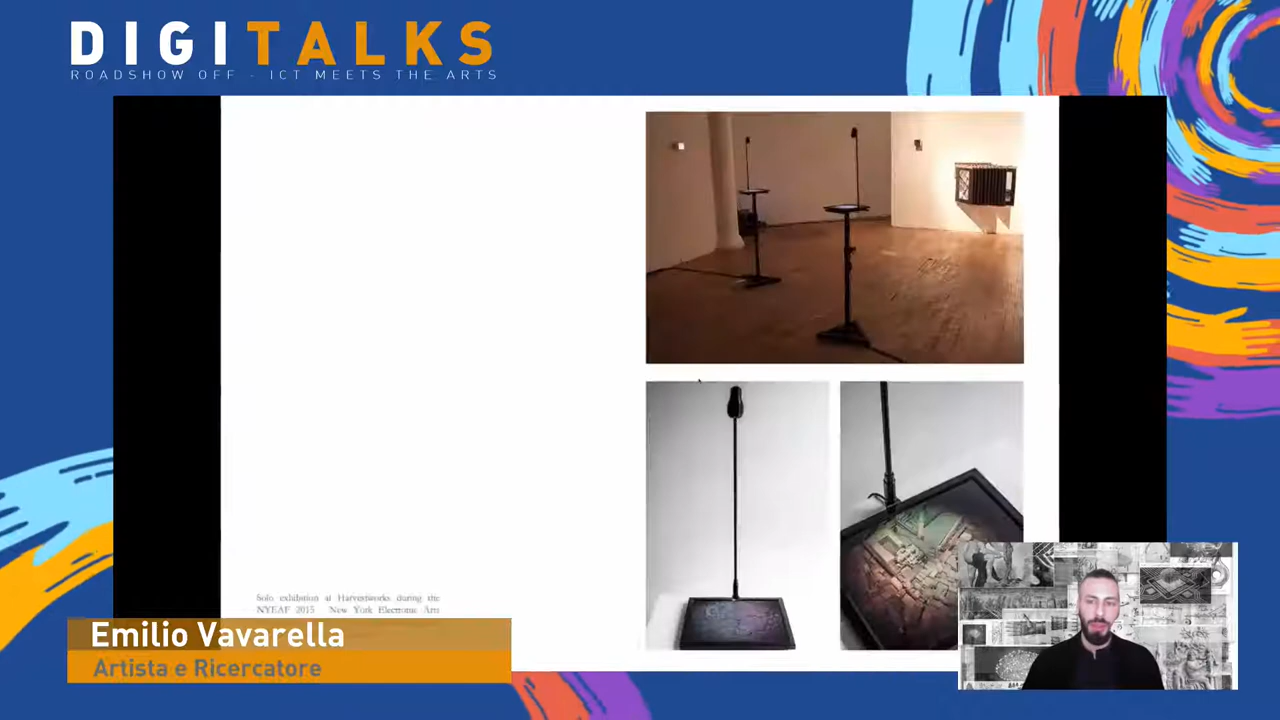 DIGITALKS
ROADSHOW OFF - ICT MEETS THE ARTS
Solo exhibition at Harvestworks during the
NYEAF 2015 New York Electronic Arts
Emilio Vavarella
Artista e Ricercatore